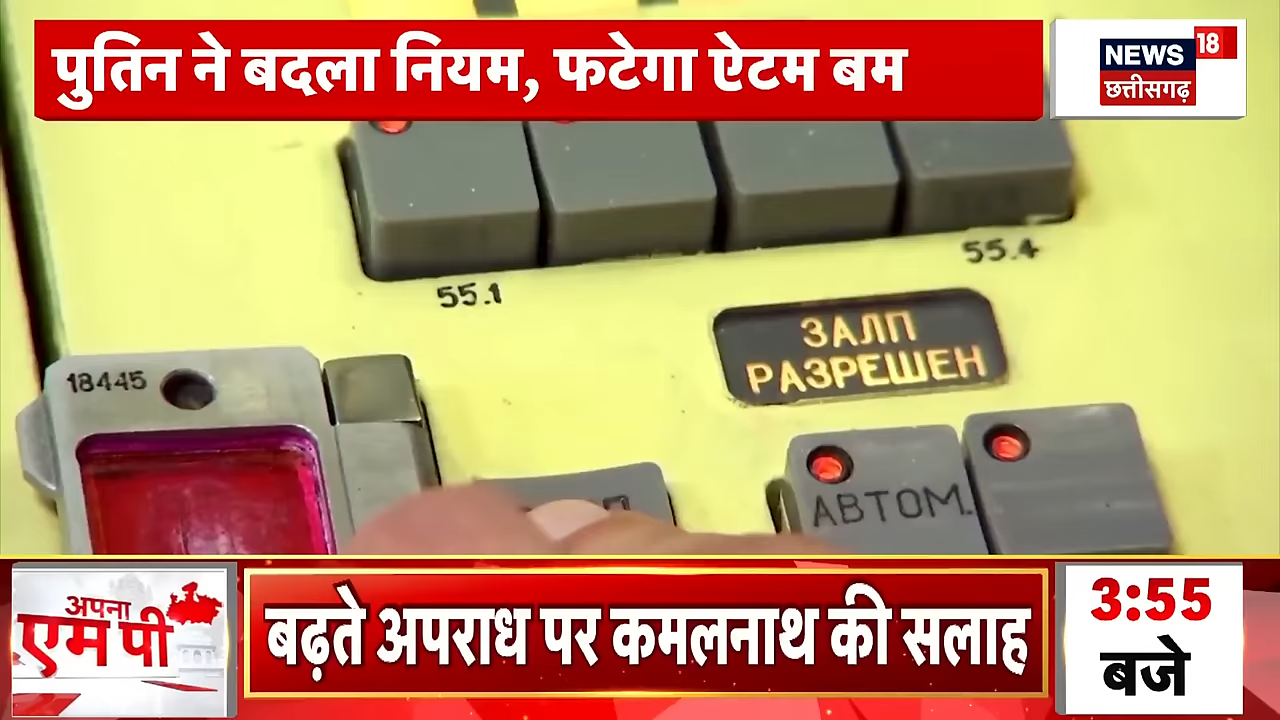 पुतिन ने बदला नियम, फटेगा ऐटम बम
NEWS 18
छत्तीसगढ़
55.1
55.4
ЗАЛП
РАЗРЕШЕН
18445
АВТОМ.
अपना
एम पी
बढ़ते अपराध पर कमलनाथ की सलाह
3:55
बजे